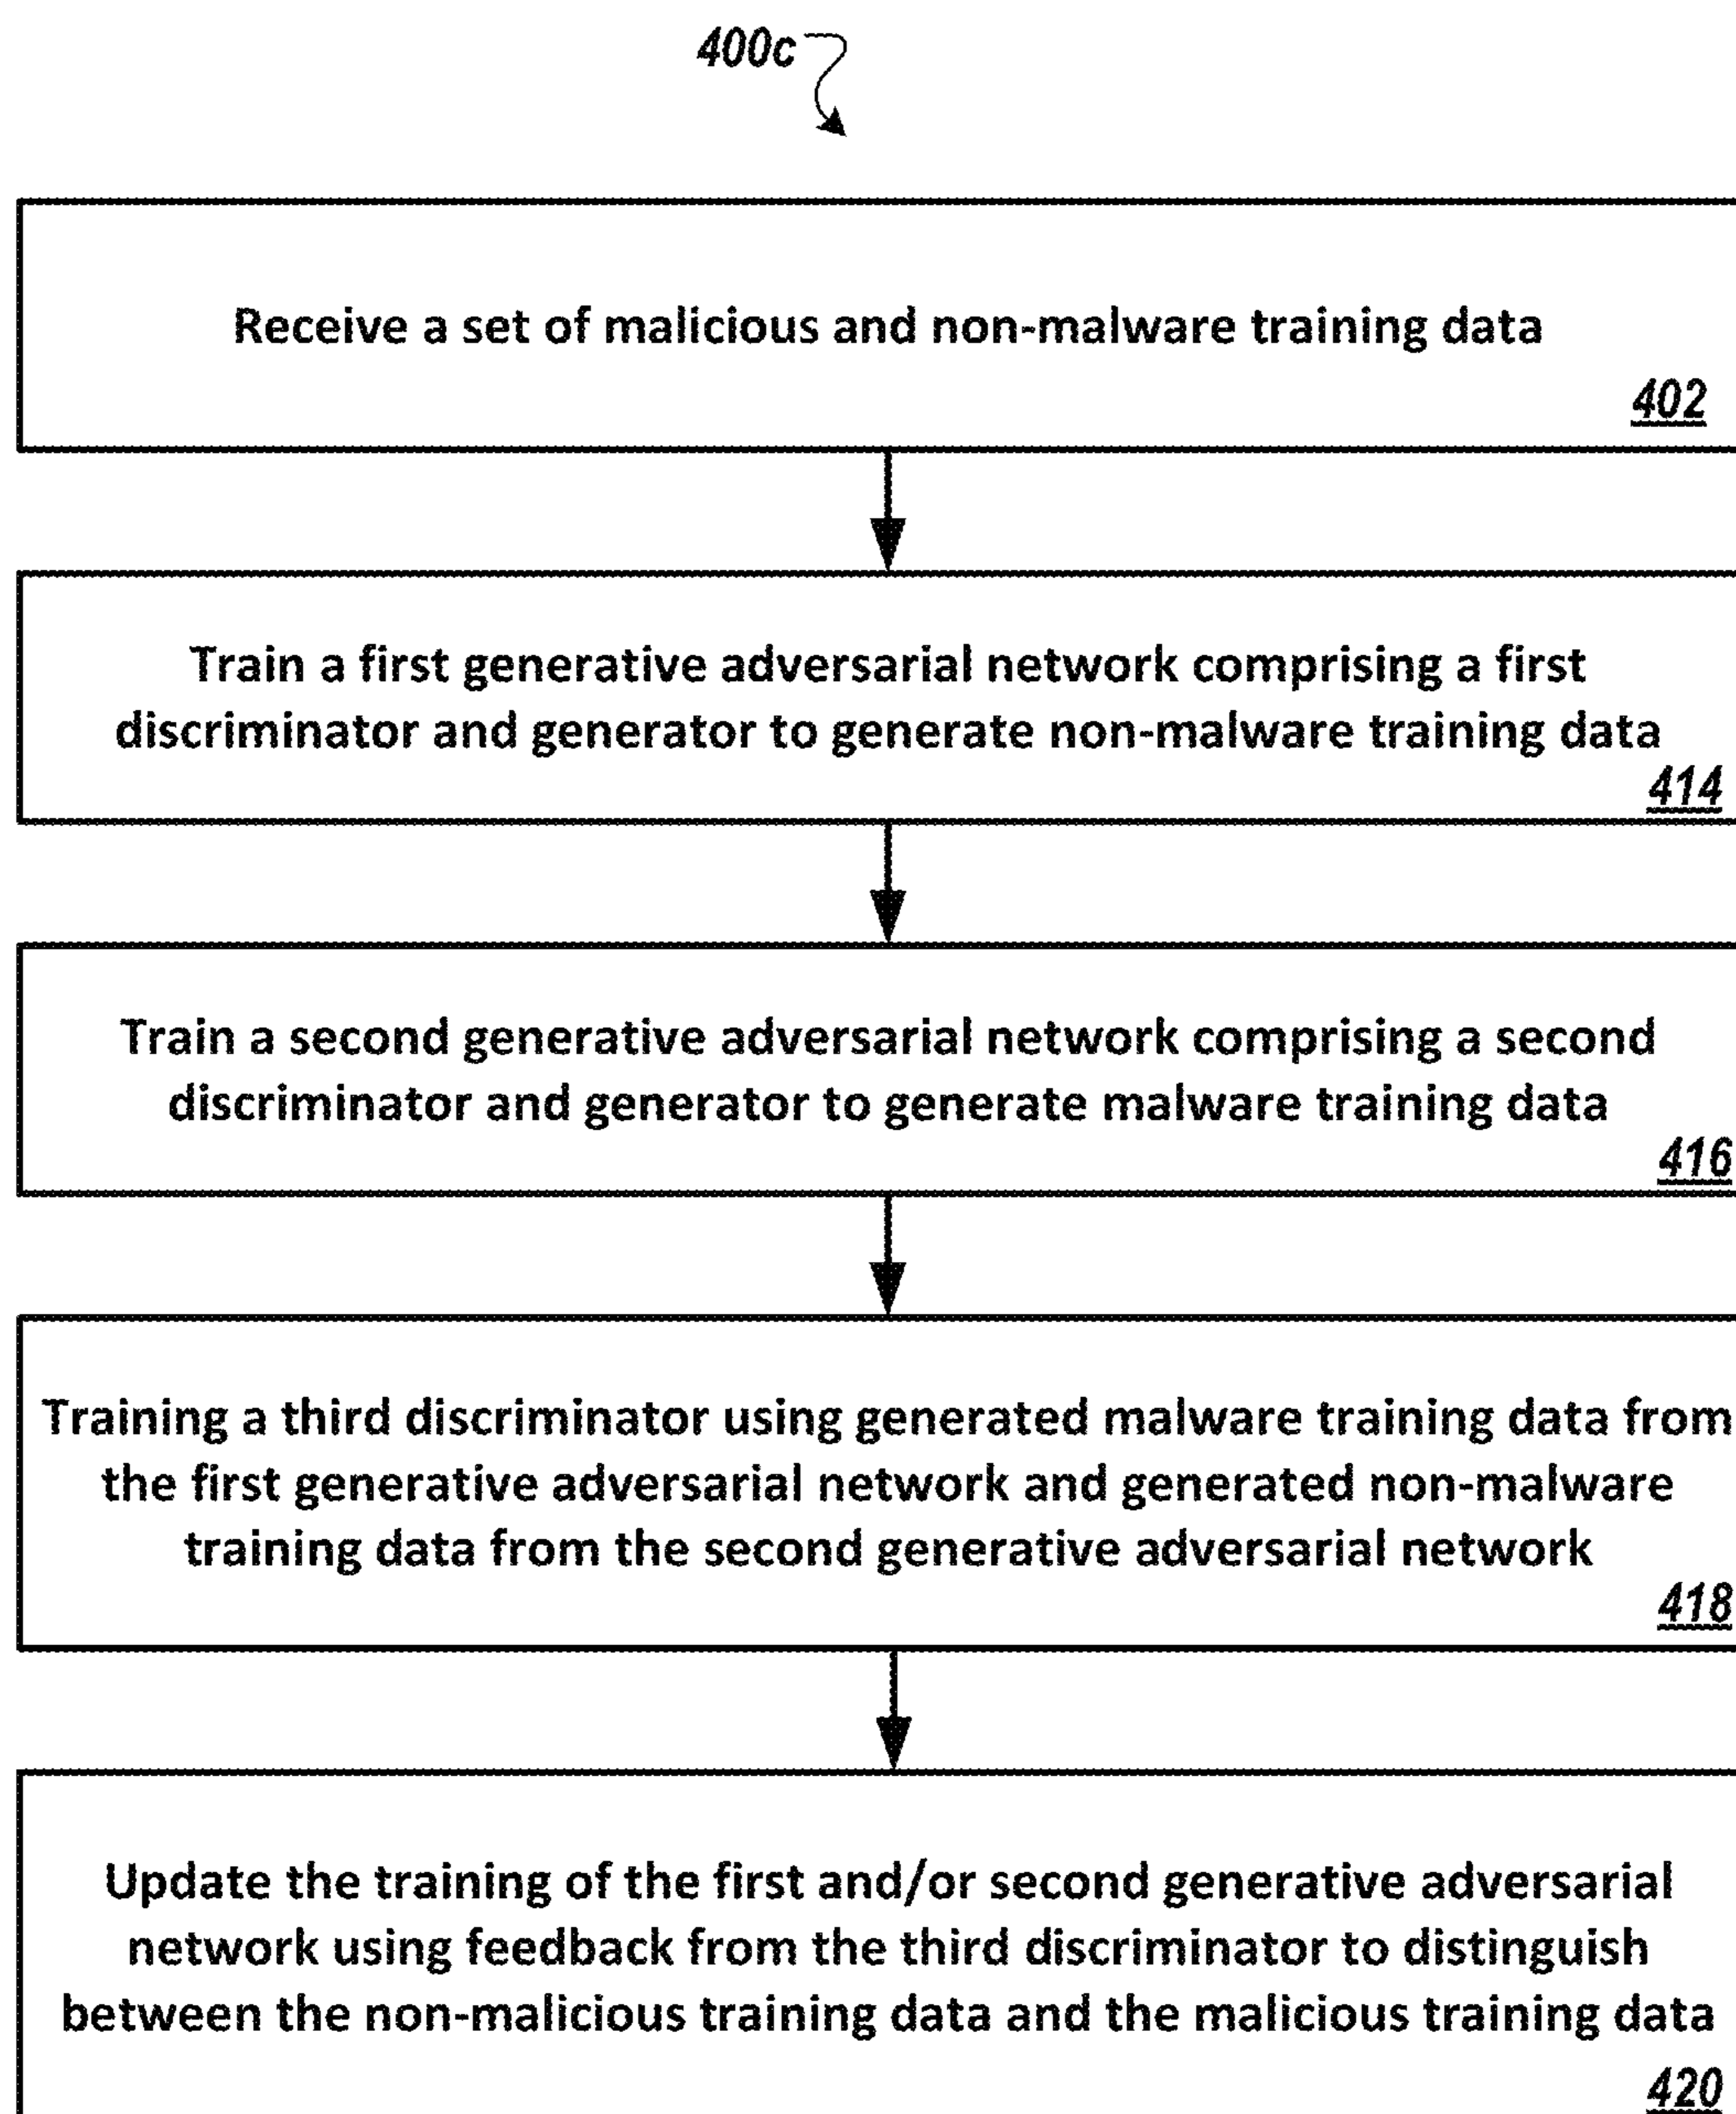 400c
Receive a set of malicious and non-malware training data
402
Train a first generative adversarial network comprising a first
discriminator and generator to generate non-malware training data
414
Train a second generative adversarial network comprising a second
discriminator and generator to generate malware training data
416
Training a third discriminator using generated malware training data from
the first generative adversarial network and generated non-malware
training data from the second generative adversarial network
418
Update the training of the first and/or second generative adversarial
network using feedback from the third discriminator to distinguish
between the non-malicious training data and the malicious training data
420